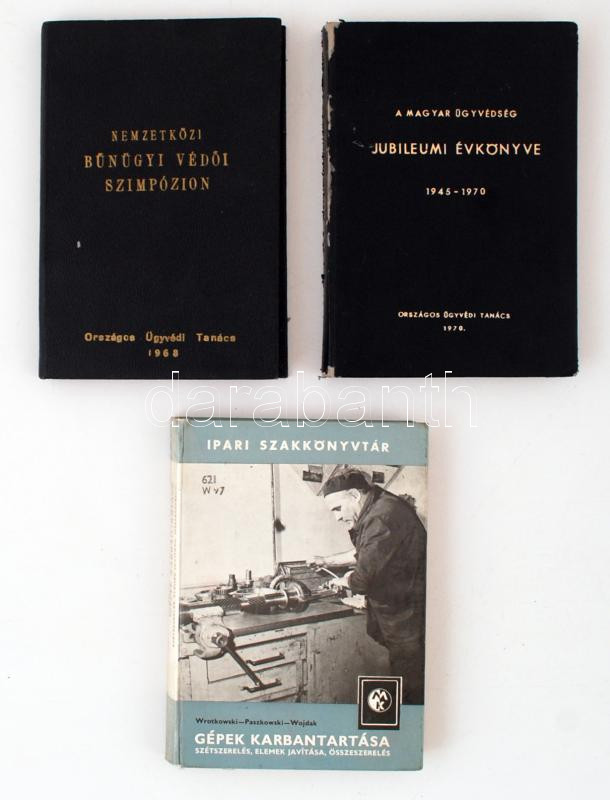 NEMZETKÖZI
BŰNÜGYI VÉDŐI
SZIMPÓZION
Országos Ügyvédi Tanács
1968
A MAGYAR ÜGYVÉDSÉG
JUBILEUMI ÉVKÖNYVE
1945-1970
ORSZÁGOS ÜGYVÉDI TANÁCS
1970.
darabanth
IPARI SZAKKÖNYVTÁR
621
W 97
MK
Wrotkowski—Paszkowski—Wojdak
GÉPEK KARBANTARTÁSA
SZÉTSZERELÉS, ELEMEK JAVÍTÁSA, ÖSSZESZERELÉS